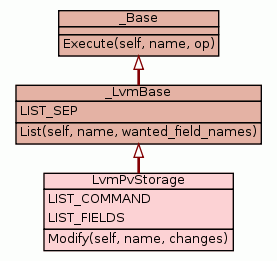 _Base
Execute(self, name, op)
_LvmBase
LIST_SEP
List(self, name, wanted_field_names)
LvmPvStorage
LIST_COMMAND
LIST_FIELDS
Modify(self, name, changes)